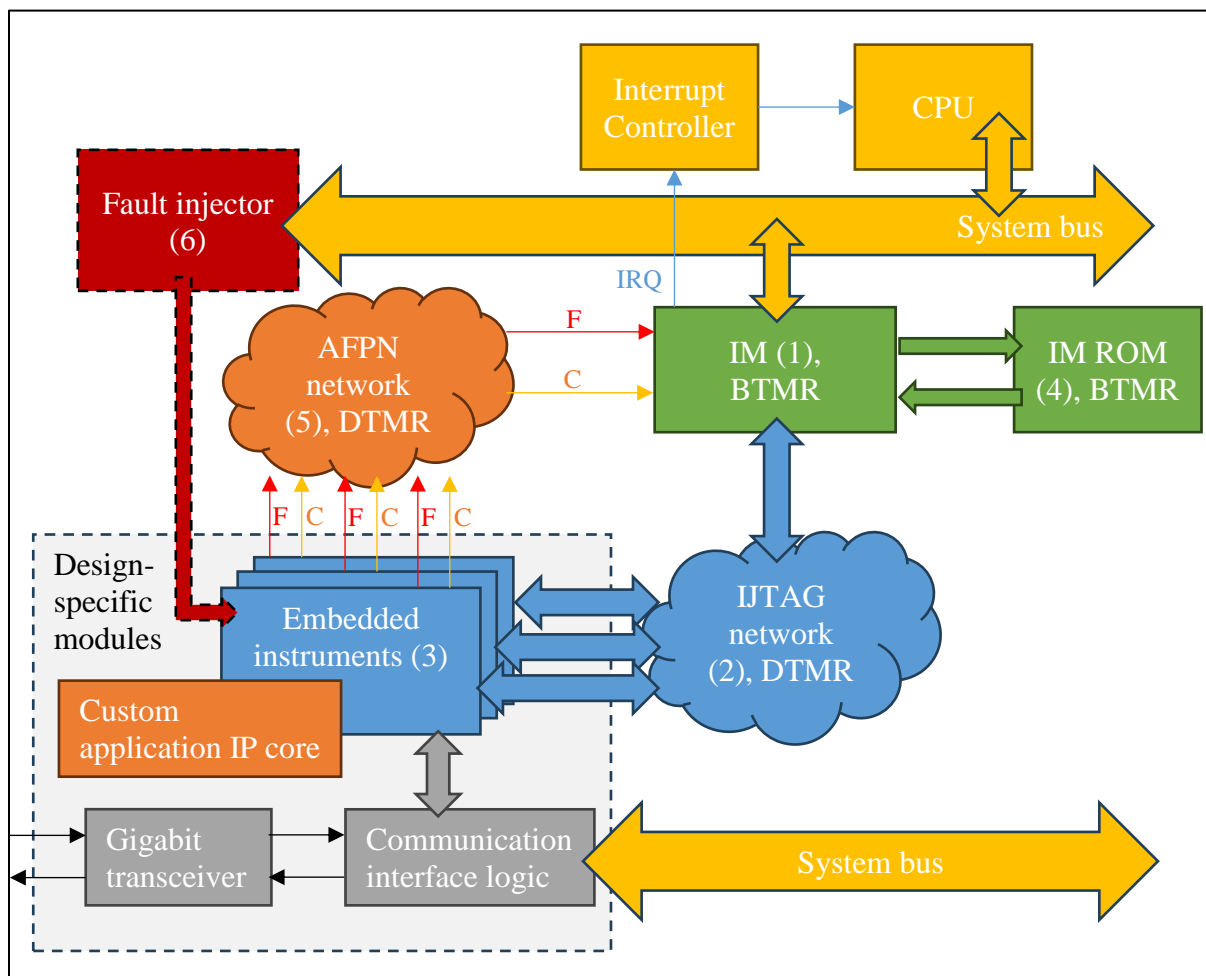 Interrupt
Controller
CPU
Fault injector
(6)
System bus
IRQ
AFPN
network
(5), DTMR
F
C
IM (1),
BTMR
IM ROM
(4), BTMR
F C F C F C
Design-
specific
modules
Embedded
instruments (3)
IJTAG
network
(2), DTMR
Custom
application IP core
Gigabit
transceiver
Communication
interface logic
System bus